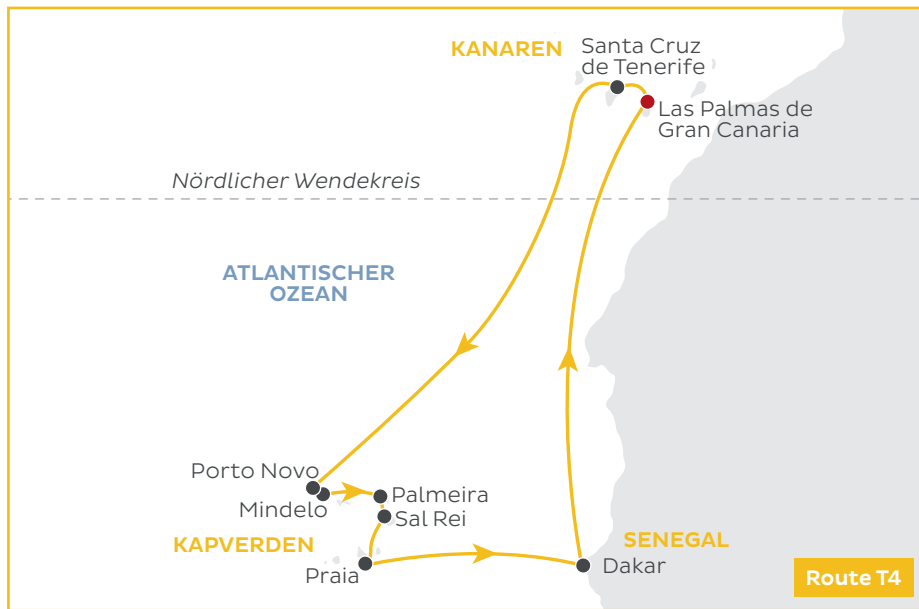 KANAREN
Santa Cruz
de Tenerife
Las Palmas de
Gran Canaria
Nördlicher Wendekreis
ATLANTISCHER
OZEAN
Porto Novo
Mindelo
Palmeira
Sal Rei
KAPVERDEN
Praia
SENEGAL
Dakar
Route T4